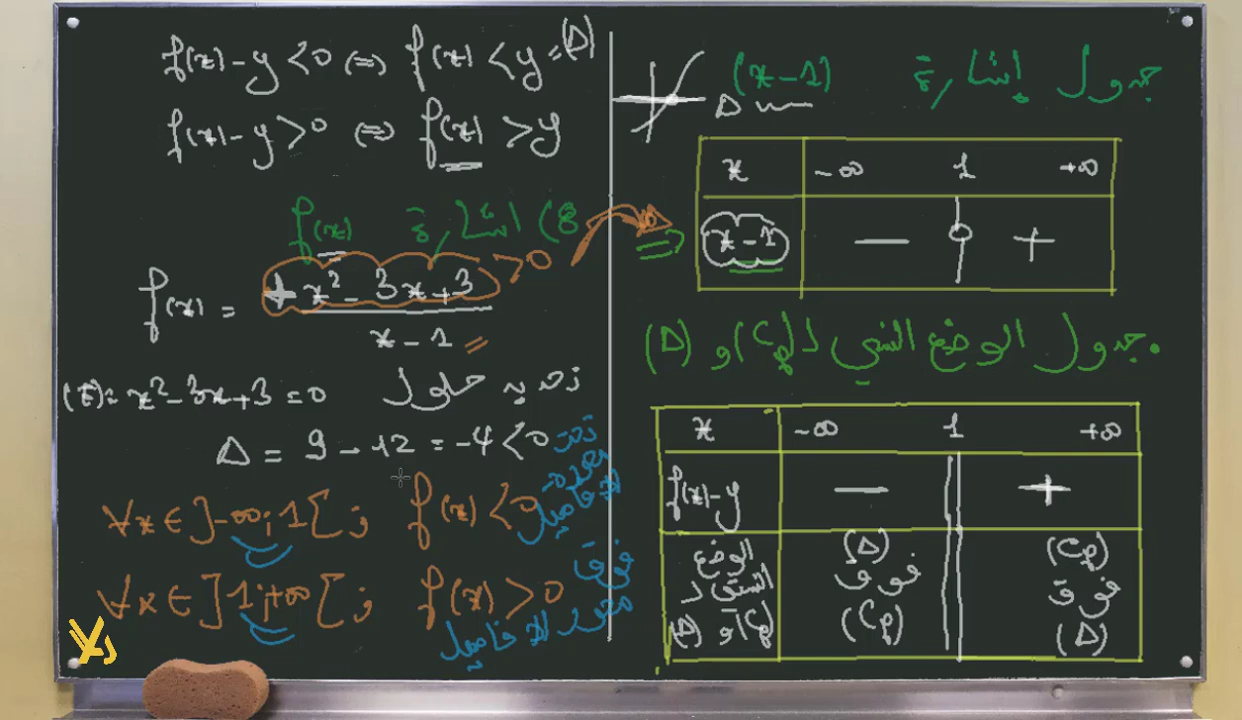 f(x) - y < 0 ⇔ f(x) < y = (Δ)
f(x) - y > 0 ⇔ f(x) > y
8) اشارة f(x)
f(x) = (+x² - 3x + 3) / (x - 1)
> 0
حلول
x² - 3x + 3 = 0
Δ = 9 - 12 = -4 < 0
∀x ∈ ]-∞; 1[ ; f(x) < 0
تحت
∀x ∈ ]1; +∞[ ; f(x) > 0
فوق
محور الافاصيل
جدول إشارة (x - 1)
x -∞ 1 +∞
x - 1 − 0 +
جدول الوضع النسبي لـ (Cf) و (Δ)
x -∞ 1 +∞
f(x) - y − +
الوضع النسبي لـ (Cf) و (Δ)
(Δ) فوق (Cf)
(Cf) فوق (Δ)